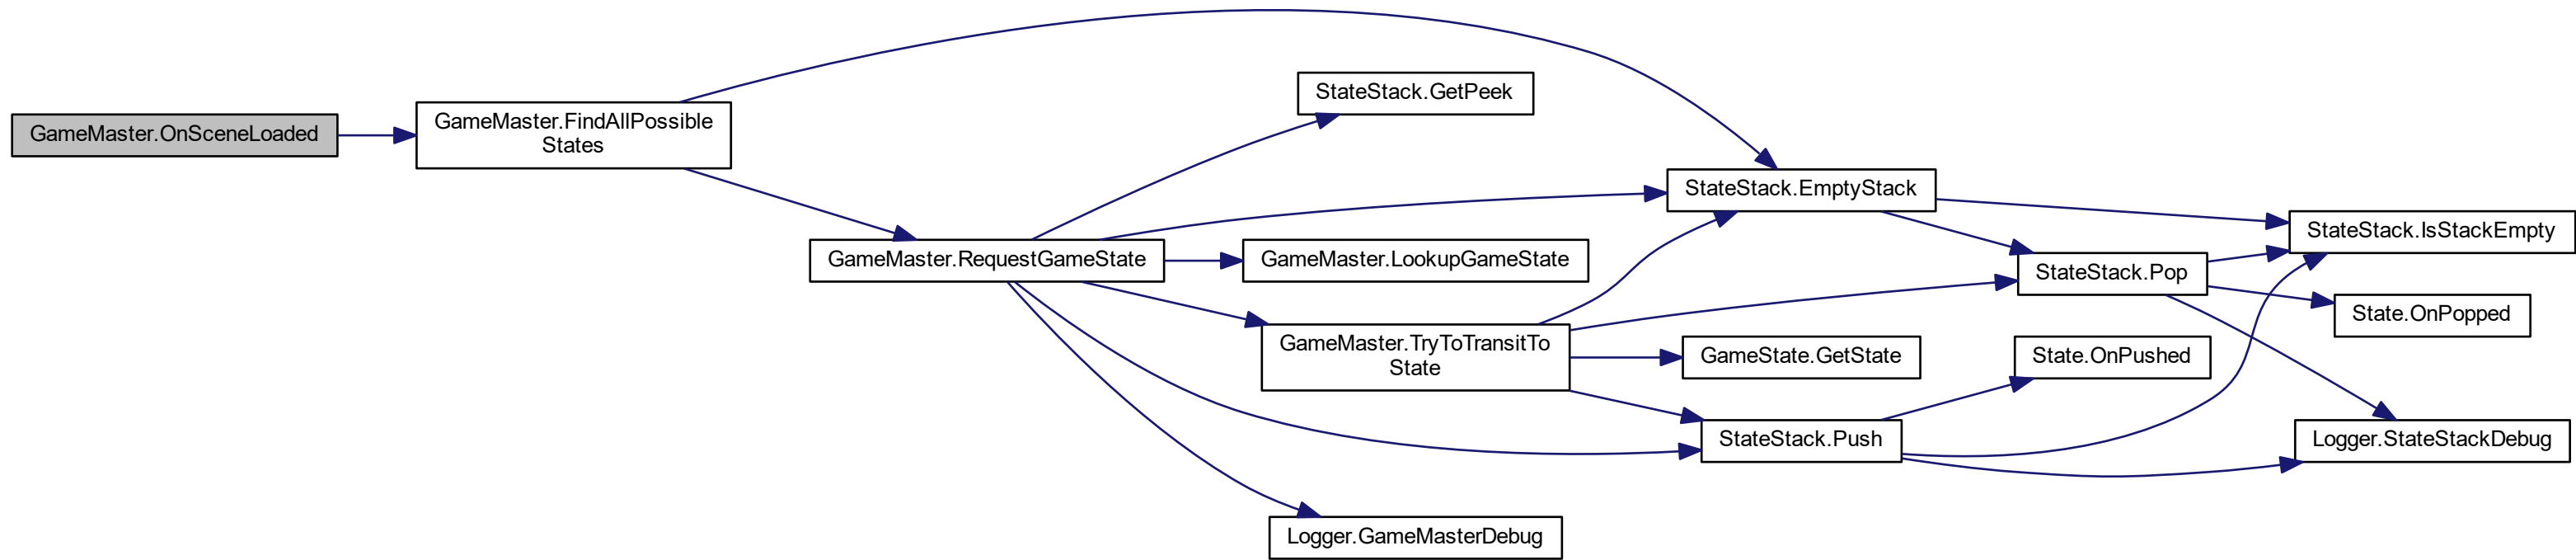 GameMaster.OnSceneLoaded
GameMaster.FindAllPossible
States
StateStack.GetPeek
StateStack.EmptyStack
StateStack.IsStackEmpty
GameMaster.RequestGameState
GameMaster.LookupGameState
StateStack.Pop
State.OnPopped
GameMaster.TryToTransitTo
State
GameState.GetState
State.OnPushed
StateStack.Push
Logger.StateStackDebug
Logger.GameMasterDebug